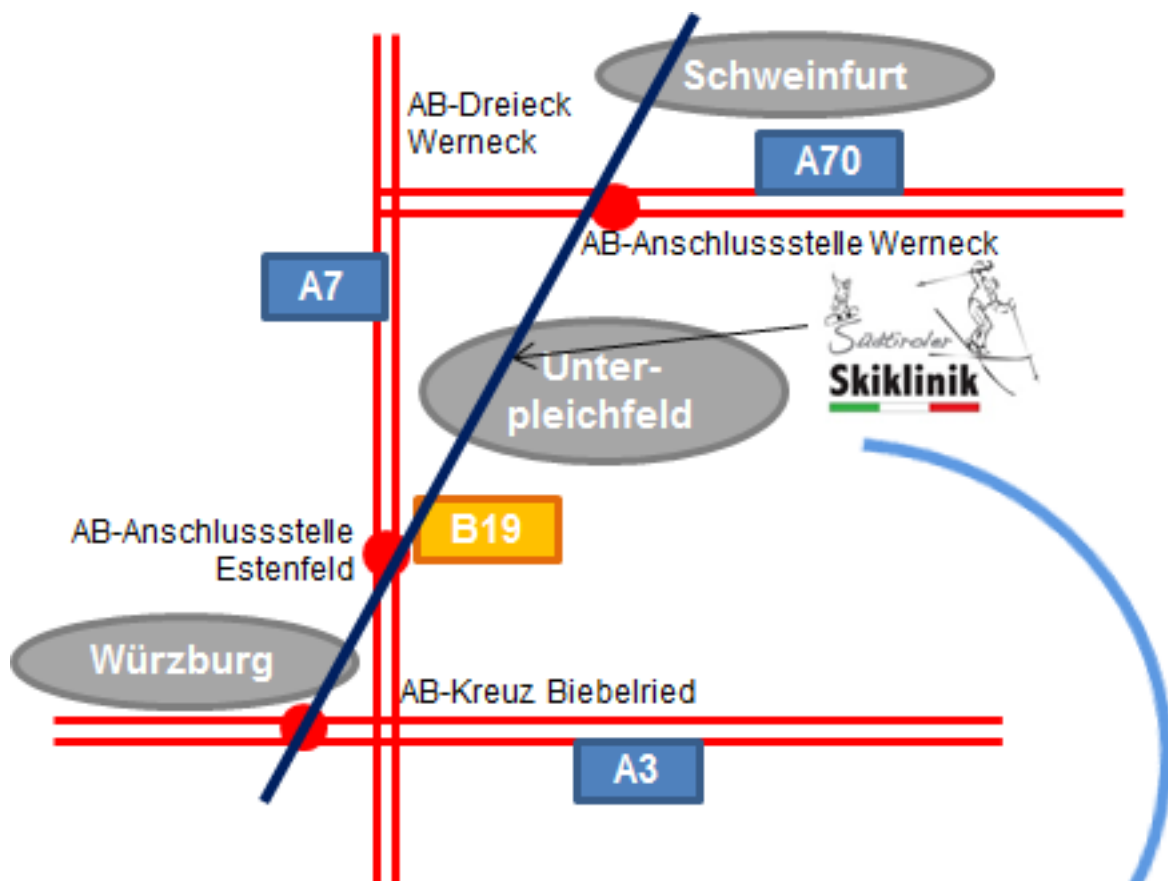 Schweinfurt
AB-Dreieck
Werneck
A70
AB-Anschlussstelle Werneck
A7
Südtiroler
Skiklinik
Unter-
pleichfeld
B19
AB-Anschlussstelle
Estenfeld
Würzburg
AB-Kreuz Biebelried
A3